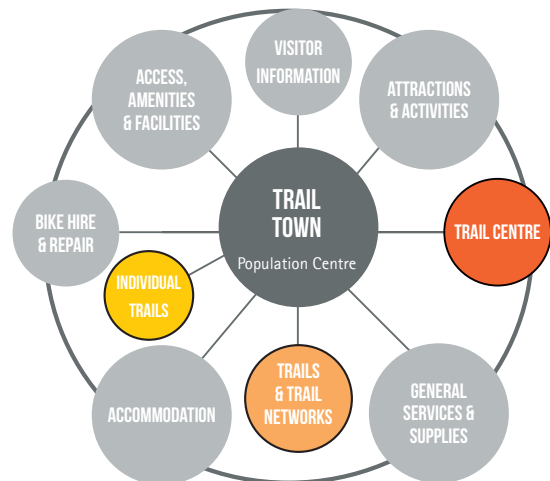 VISITOR
INFORMATION
ACCESS,
AMENITIES
& FACILITIES
ATTRACTIONS
& ACTIVITIES
TRAIL
TOWN
Population Centre
BIKE HIRE
& REPAIR
TRAIL CENTRE
INDIVIDUAL
TRAILS
TRAILS
& TRAIL
NETWORKS
ACCOMMODATION
GENERAL
SERVICES &
SUPPLIES